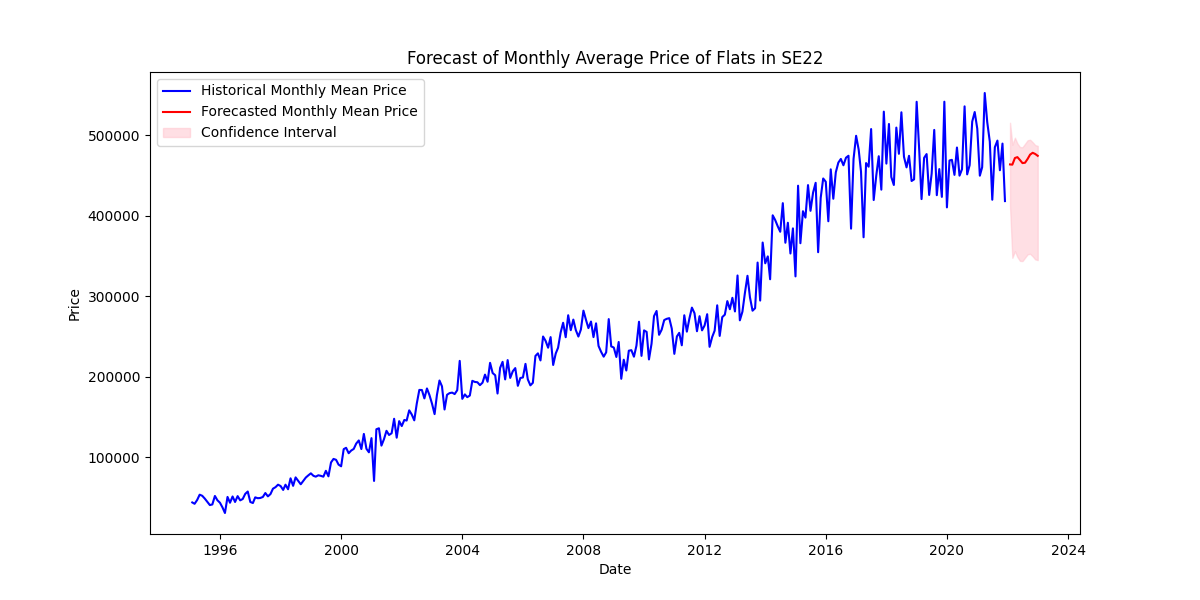 Forecast of Monthly Average Price of Flats in SE22
Historical Monthly Mean Price
Forecasted Monthly Mean Price
Confidence Interval
500000
400000
300000
200000
100000
Price
1996
2000
2004
2008
2012
2016
2020
2024
Date